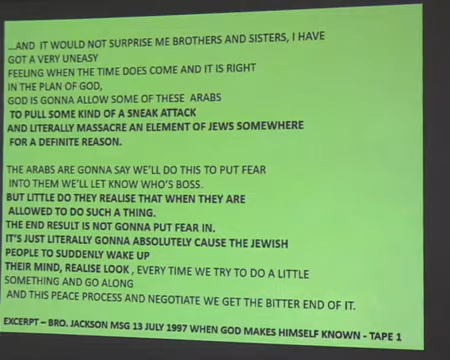 ...AND IT WOULD NOT SURPRISE ME BROTHERS AND SISTERS, I HAVE
GOT A VERY UNEASY
FEELING WHEN THE TIME DOES COME AND IT IS RIGHT
IN THE PLAN OF GOD,
GOD IS GONNA ALLOW SOME OF THESE ARABS
TO PULL SOME KIND OF A SNEAK ATTACK
AND LITERALLY MASSACRE AN ELEMENT OF JEWS SOMEWHERE
FOR A DEFINITE REASON.
THE ARABS ARE GONNA SAY WE'LL DO THIS TO PUT FEAR
INTO THEM WE'LL LET KNOW WHO'S BOSS.
BUT LITTLE DO THEY REALISE THAT WHEN THEY ARE
ALLOWED TO DO SUCH A THING.
THE END RESULT IS NOT GONNA PUT FEAR IN.
IT'S JUST LITERALLY GONNA ABSOLUTELY CAUSE THE JEWISH
PEOPLE TO SUDDENLY WAKE UP
THEIR MIND, REALISE LOOK , EVERY TIME WE TRY TO DO A LITTLE
SOMETHING AND GO ALONG
AND THIS PEACE PROCESS AND NEGOTIATE WE GET THE BITTER END OF IT.
EXCERPT – BRO. JACKSON MSG 13 JULY 1997 WHEN GOD MAKES HIMSELF KNOWN - TAPE 1